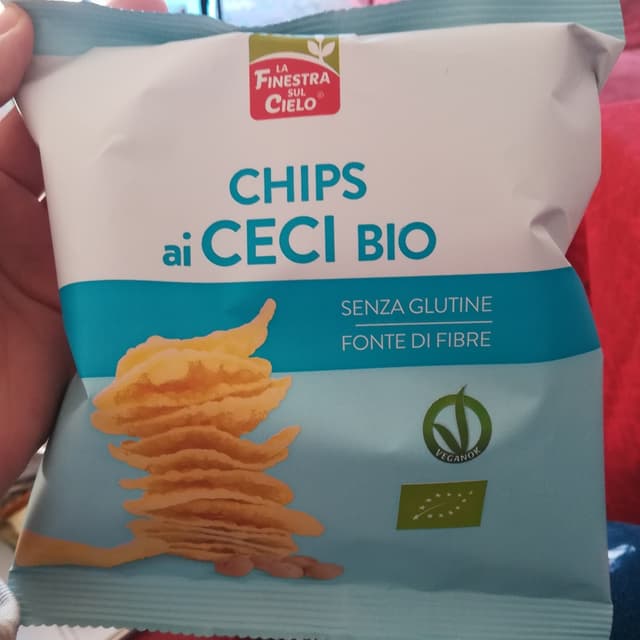 LA
FINESTRA
SUL
CIELO®
CHIPS
ai CECI BIO
SENZA GLUTINE
FONTE DI FIBRE
VEGANOK